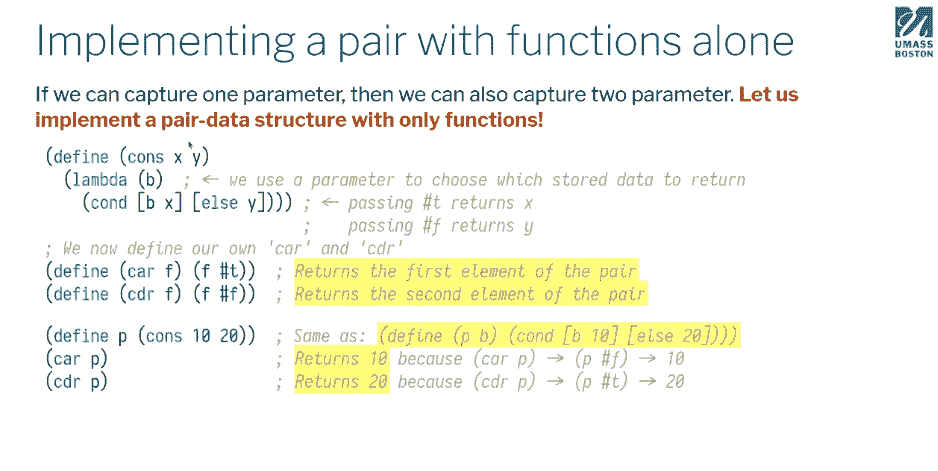 Implementing a pair with functions alone
UMASS
BOSTON
If we can capture one parameter, then we can also capture two parameter. Let us
implement a pair-data structure with only functions!
(define (cons x y)
(lambda (b) ; ← we use a parameter to choose which stored data to return
(cond [b x] [else y]))) ; ← passing #t returns x
; passing #f returns y
; We now define our own 'car' and 'cdr'
(define (car f) (f #t)) ; Returns the first element of the pair
(define (cdr f) (f #f)) ; Returns the second element of the pair
(define p (cons 10 20)) ; Same as: (define (p b) (cond [b 10] [else 20])))
(car p) ; Returns 10 because (car p) → (p #f) → 10
(cdr p) ; Returns 20 because (cdr p) → (p #t) → 20